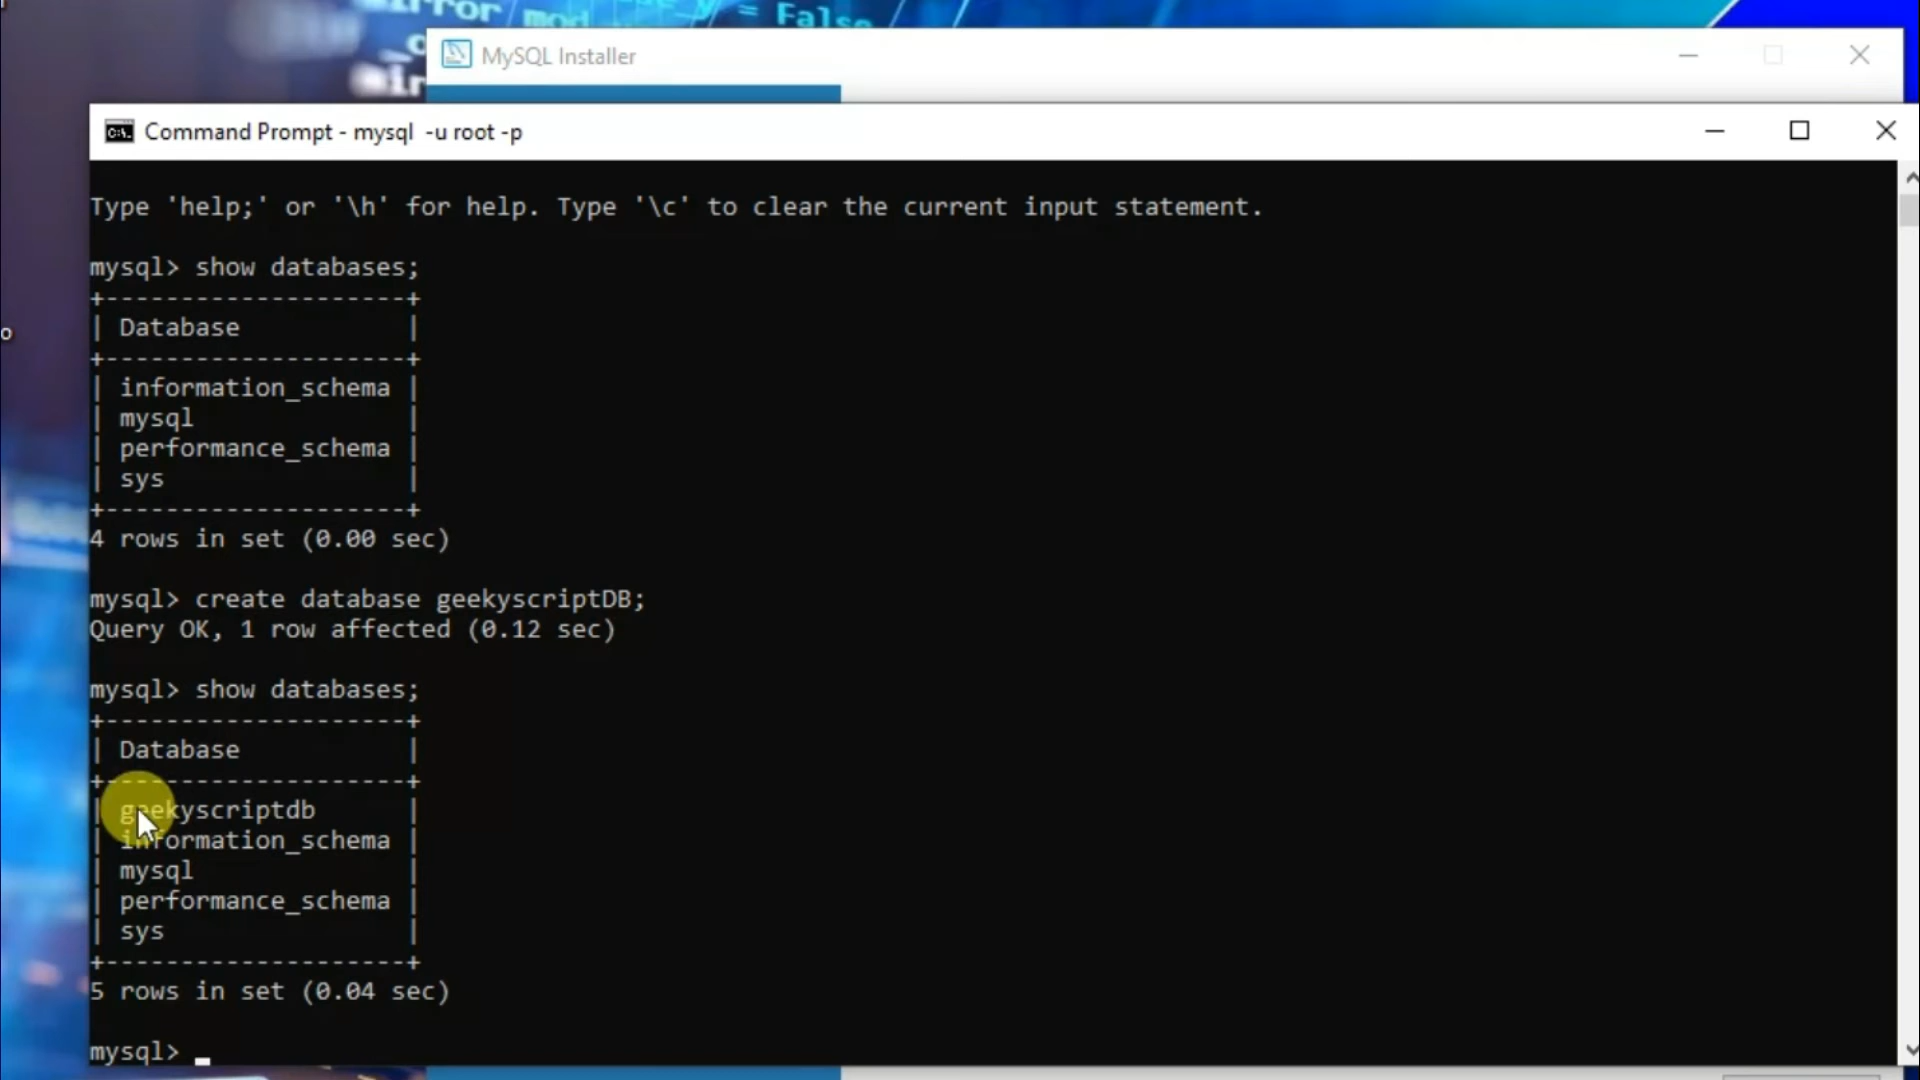 rror mod = False
MySQL Installer
Command Prompt - mysql  -u root -p
Type 'help;' or '\h' for help. Type '\c' to clear the current input statement.
mysql> show databases;
+--------------------+
| Database           |
+--------------------+
| information_schema |
| mysql              |
| performance_schema |
| sys                |
+--------------------+
4 rows in set (0.00 sec)
mysql> create database geekyscriptDB;
Query OK, 1 row affected (0.12 sec)
mysql> show databases;
+--------------------+
| Database           |
+--------------------+
| geekyscriptdb      |
| information_schema |
| mysql              |
| performance_schema |
| sys                |
+--------------------+
5 rows in set (0.04 sec)
mysql>